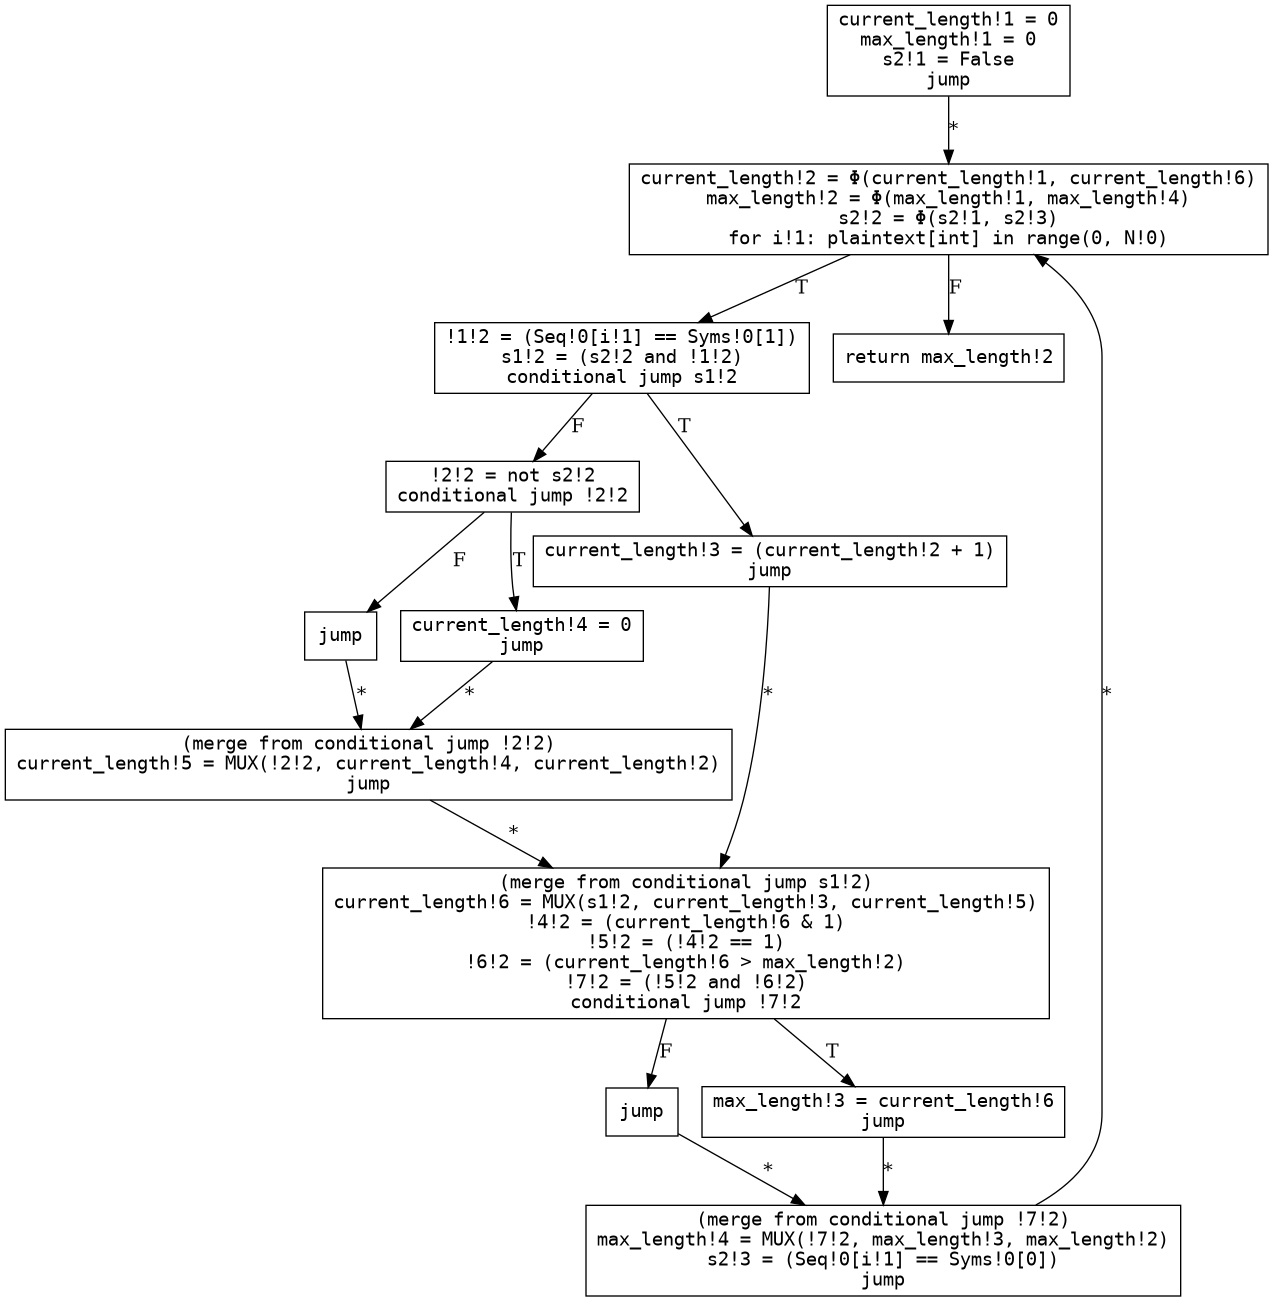 current_length!1 = 0
max_length!1 = 0
s2!1 = False
jump
*
current_length!2 = Φ(current_length!1, current_length!6)
max_length!2 = Φ(max_length!1, max_length!4)
s2!2 = Φ(s2!1, s2!3)
for i!1: plaintext[int] in range(0, N!0)
T
F
!1!2 = (Seq!0[i!1] == Syms!0[1])
s1!2 = (s2!2 and !1!2)
conditional jump s1!2
return max_length!2
F
T
!2!2 = not s2!2
conditional jump !2!2
current_length!3 = (current_length!2 + 1)
jump
F
T
jump
current_length!4 = 0
jump
*
*
*
*
(merge from conditional jump !2!2)
current_length!5 = MUX(!2!2, current_length!4, current_length!2)
jump
*
(merge from conditional jump s1!2)
current_length!6 = MUX(s1!2, current_length!3, current_length!5)
!4!2 = (current_length!6 & 1)
!5!2 = (!4!2 == 1)
!6!2 = (current_length!6 > max_length!2)
!7!2 = (!5!2 and !6!2)
conditional jump !7!2
F
T
jump
max_length!3 = current_length!6
jump
*
*
(merge from conditional jump !7!2)
max_length!4 = MUX(!7!2, max_length!3, max_length!2)
s2!3 = (Seq!0[i!1] == Syms!0[0])
jump